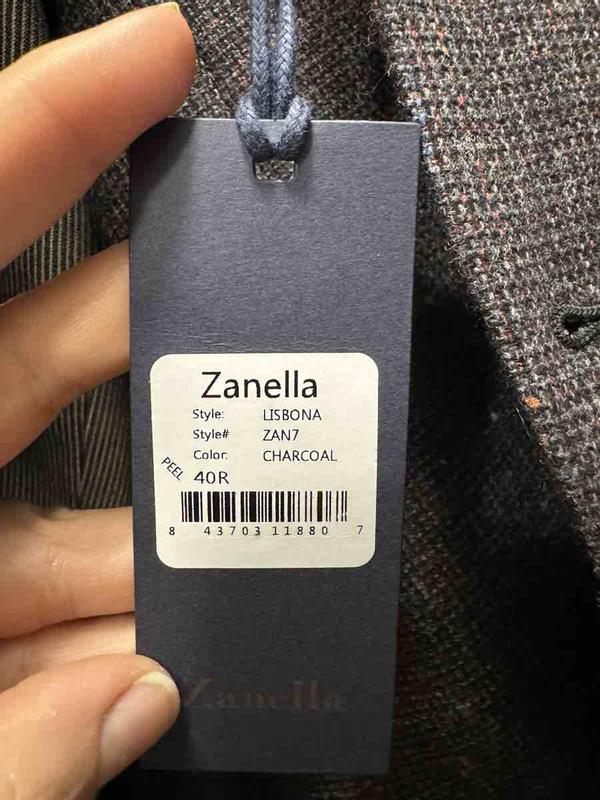 Zanella
Style: LISBONA
Style# ZAN7
Color: CHARCOAL
PEEL
40R
8 43703 11880 7
Zanella